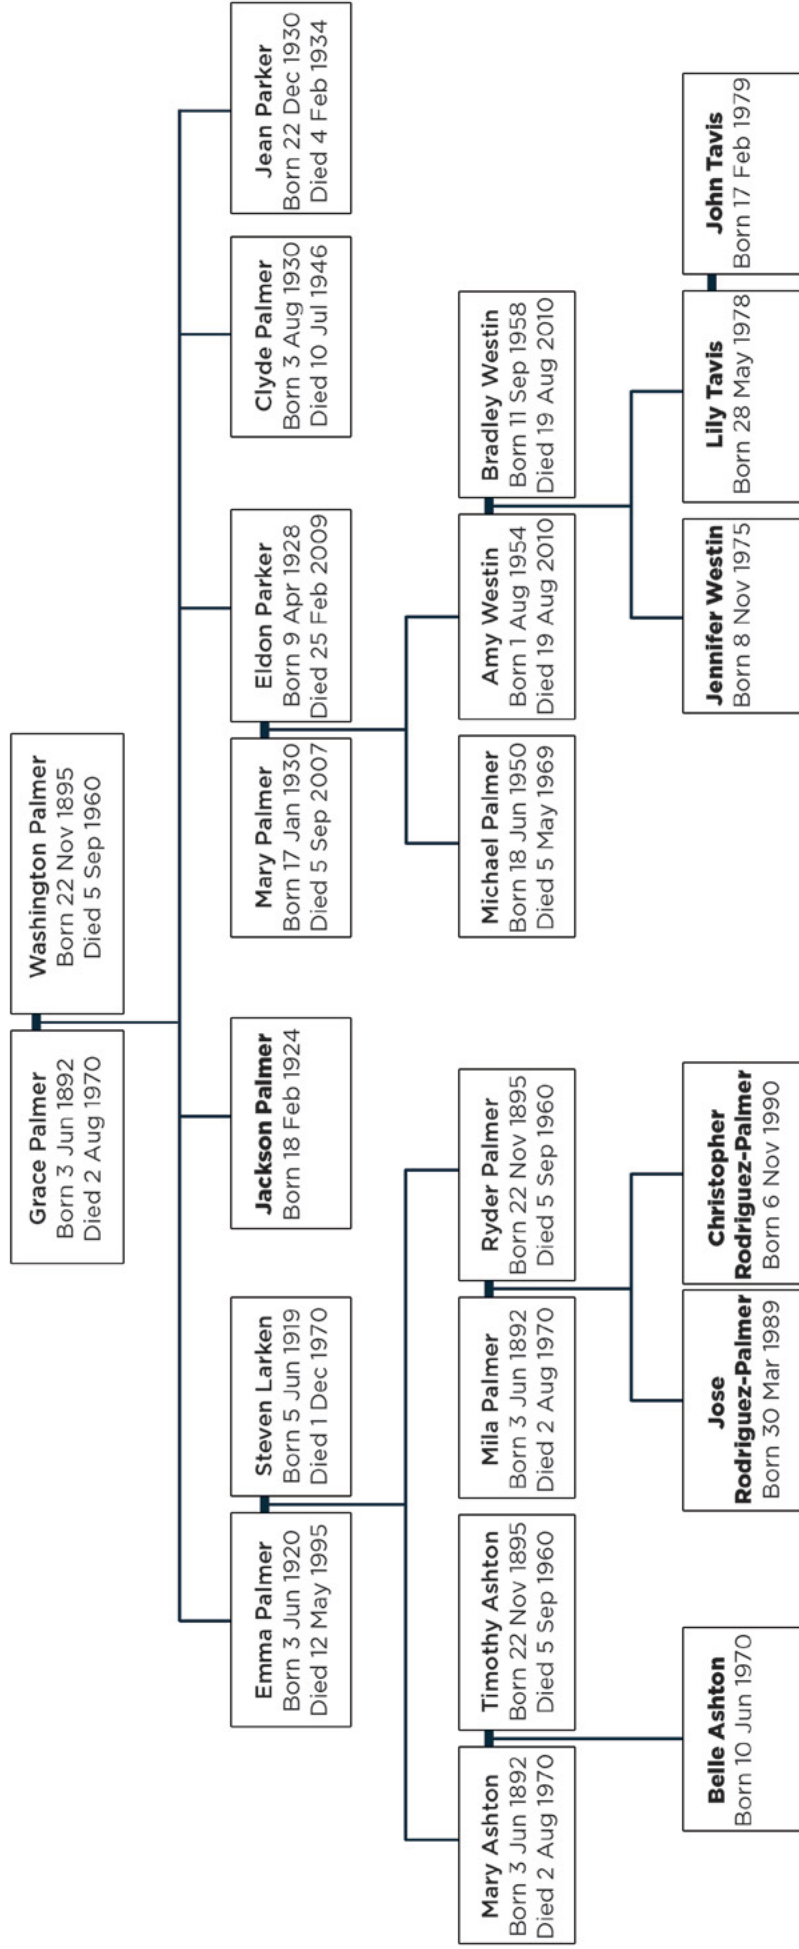 Grace Palmer
Born 3 Jun 1892
Died 2 Aug 1970
Washington Palmer
Born 22 Nov 1895
Died 5 Sep 1960
Emma Palmer
Born 3 Jun 1920
Died 12 May 1995
Steven Larken
Born 5 Jun 1919
Died 1 Dec 1970
Jackson Palmer
Born 18 Feb 1924
Mary Palmer
Born 17 Jan 1930
Died 5 Sep 2007
Eldon Parker
Born 9 Apr 1928
Died 25 Feb 2009
Clyde Palmer
Born 3 Aug 1930
Died 10 Jul 1946
Jean Parker
Born 22 Dec 1930
Died 4 Feb 1934
Mary Ashton
Born 3 Jun 1892
Died 2 Aug 1970
Timothy Ashton
Born 22 Nov 1895
Died 5 Sep 1960
Mila Palmer
Born 3 Jun 1892
Died 2 Aug 1970
Ryder Palmer
Born 22 Nov 1895
Died 5 Sep 1960
Michael Palmer
Born 18 Jun 1950
Died 5 May 1969
Amy Westin
Born 1 Aug 1954
Died 19 Aug 2010
Bradley Westin
Born 11 Sep 1958
Died 19 Aug 2010
Belle Ashton
Born 10 Jun 1970
Jose
Rodriguez-Palmer
Born 30 Mar 1989
Christopher
Rodriguez-Palmer
Born 6 Nov 1990
Jennifer Westin
Born 8 Nov 1975
Lily Tavis
Born 28 May 1978
John Tavis
Born 17 Feb 1979